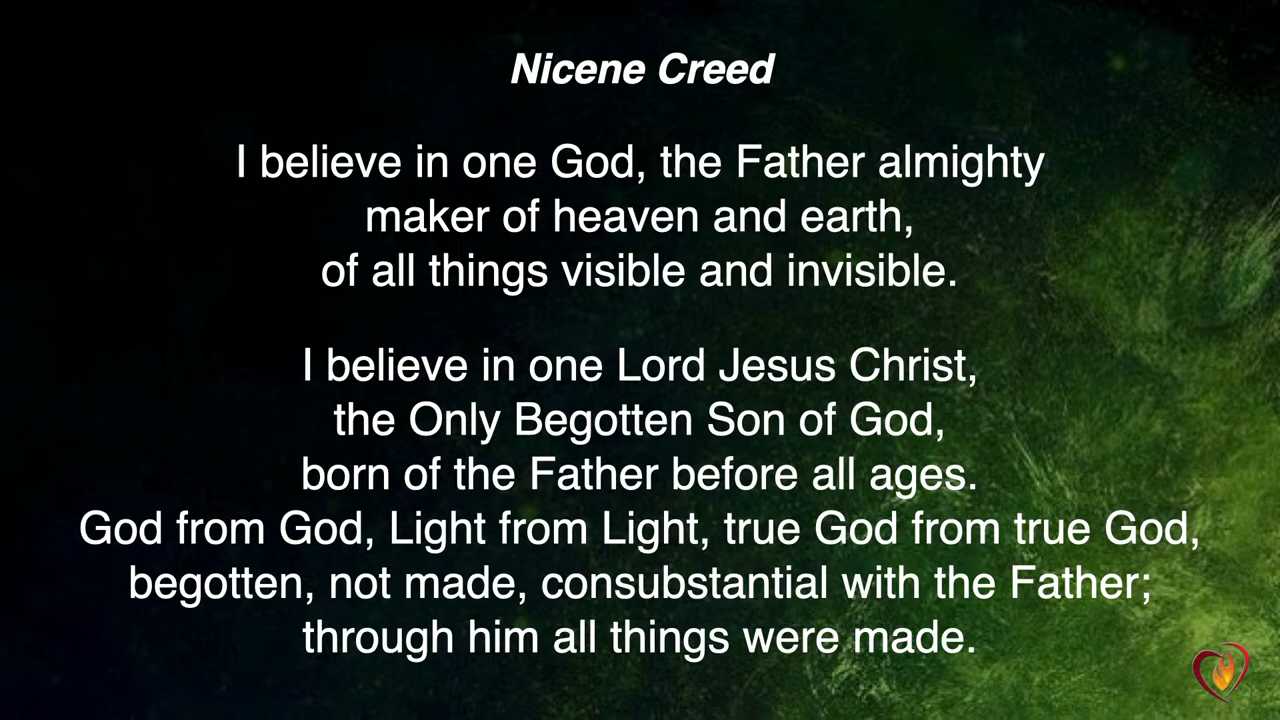 Nicene Creed
I believe in one God, the Father almighty
maker of heaven and earth,
of all things visible and invisible.
I believe in one Lord Jesus Christ,
the Only Begotten Son of God,
born of the Father before all ages.
God from God, Light from Light, true God from true God,
begotten, not made, consubstantial with the Father;
through him all things were made.